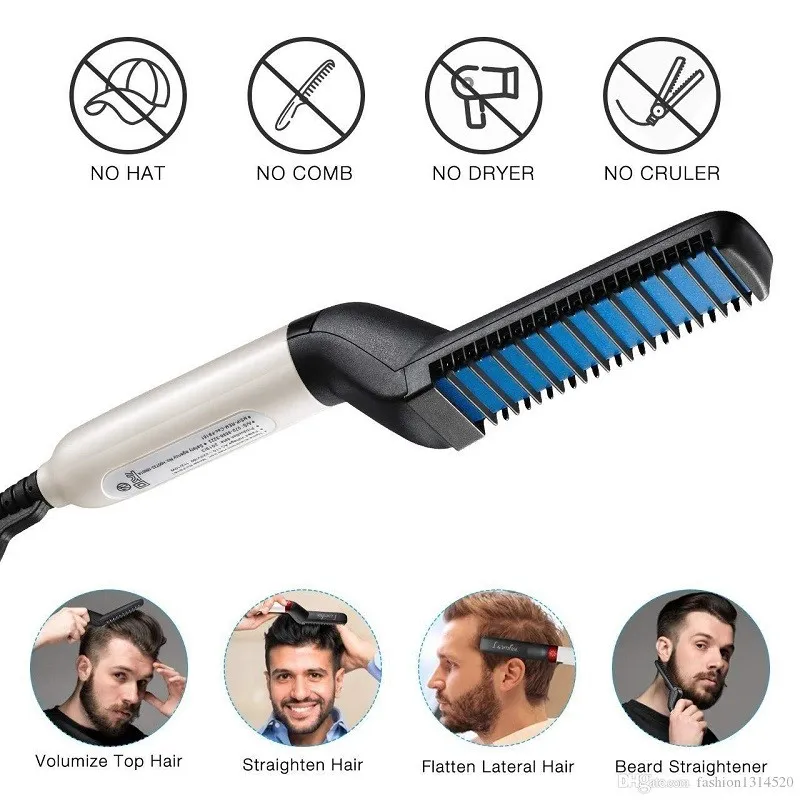 NO HAT
NO COMB
NO DRYER
NO CRULER
Volumize Top Hair
Straighten Hair
Flatten Lateral Hair
Beard Straightener
fashion1314520